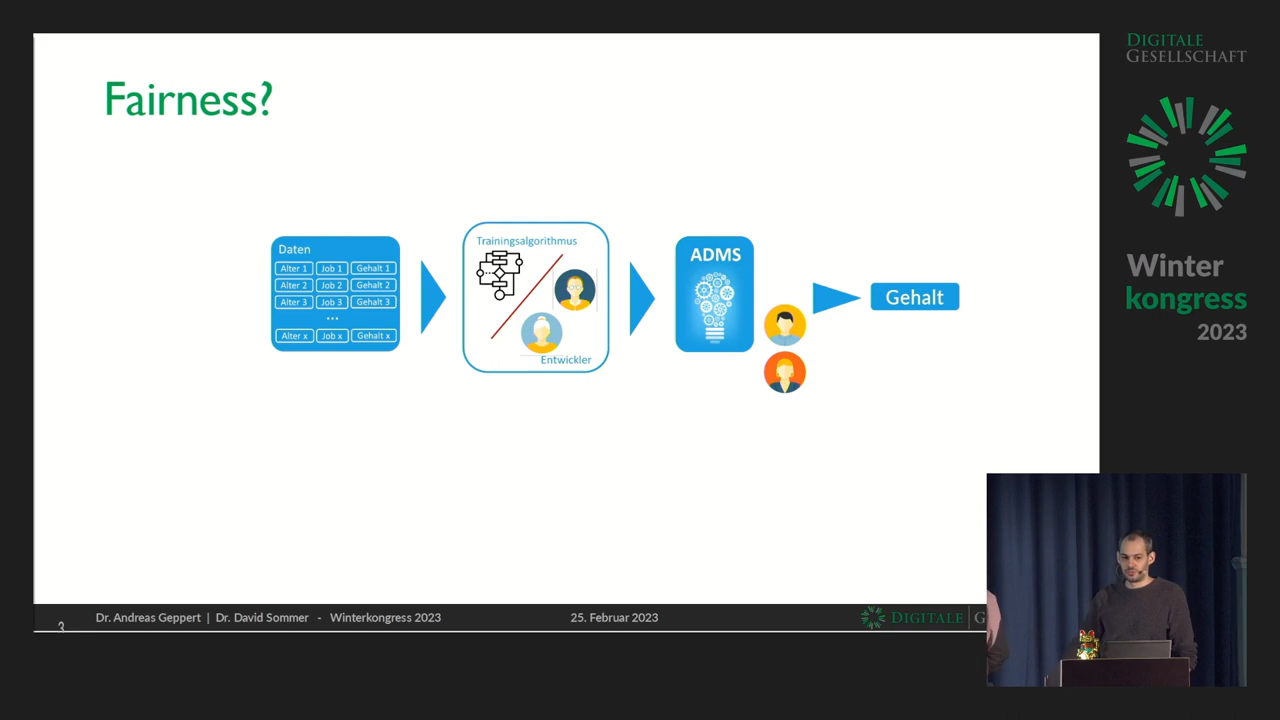 Fairness?
Daten
Alter 1 Job 1 Gehalt 1
Alter 2 Job 2 Gehalt 2
Alter 3 Job 3 Gehalt 3
...
Alter x Job x Gehalt x
Trainingsalgorithmus
Entwickler
ADMS
Gehalt
3
Dr. Andreas Geppert | Dr. David Sommer - Winterkongress 2023
25. Februar 2023
DIGITALE G
DIGITALE
GESELLSCHAFT
Winter
kongress
2023